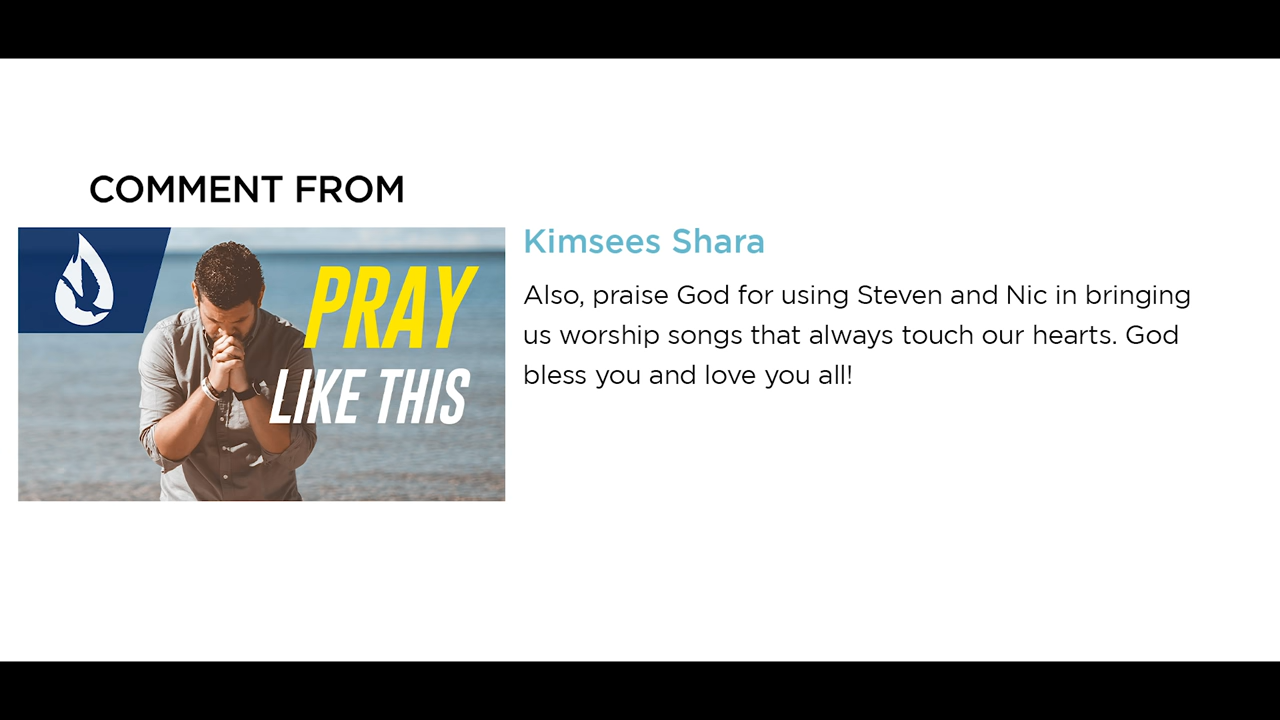 COMMENT FROM
PRAY
LIKE THIS
Kimsees Shara
Also, praise God for using Steven and Nic in bringing
us worship songs that always touch our hearts. God
bless you and love you all!